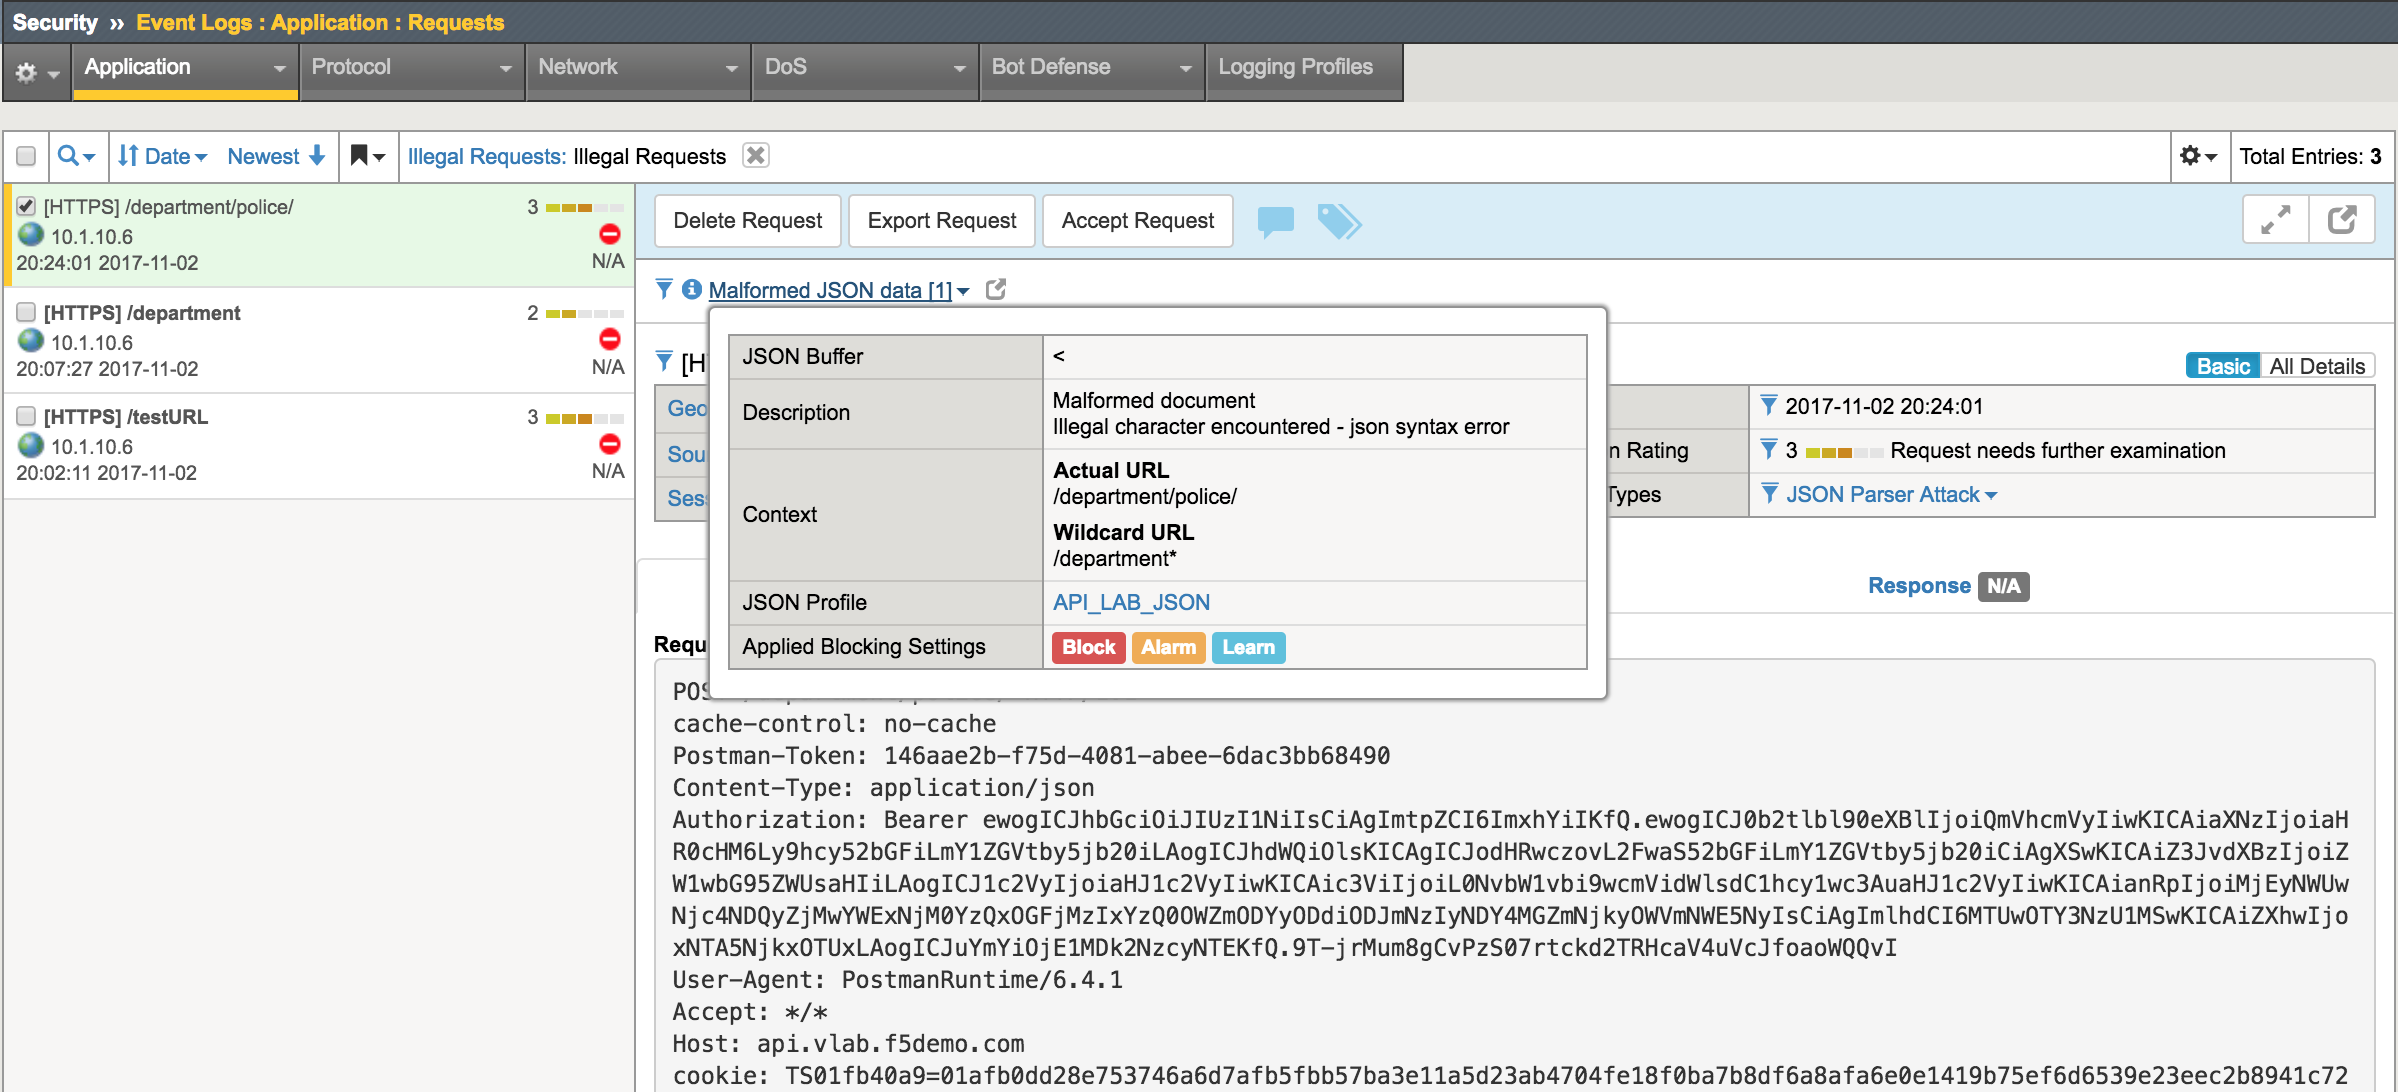 Security » Event Logs : Application : Requests
Application Protocol Network DoS Bot Defense Logging Profiles
Date Newest Illegal Requests: Illegal Requests Total Entries: 3
[HTTPS] /department/police/ 3
10.1.10.6
20:24:01 2017-11-02 N/A
[HTTPS] /department 2
10.1.10.6
20:07:27 2017-11-02 N/A
[HTTPS] /testURL 3
10.1.10.6
20:02:11 2017-11-02 N/A
Delete Request Export Request Accept Request
Malformed JSON data [1]
JSON Buffer <
Description Malformed document
Illegal character encountered - json syntax error
Context Actual URL
/department/police/
Wildcard URL
/department*
JSON Profile API_LAB_JSON
Applied Blocking Settings Block Alarm Learn
Basic All Details
2017-11-02 20:24:01
Rating 3 Request needs further examination
Types JSON Parser Attack
Response N/A
cache-control: no-cache
Postman-Token: 146aae2b-f75d-4081-abee-6dac3bb68490
Content-Type: application/json
Authorization: Bearer ewogICJhbGciOiJIUzI1NiIsCiAgImtpZCI6ImxhYiIKfQ.ewogICJ0b2tlbl90eXBlIjoiQmVhcmVyIiwKICAiaXNzIjoiaH
R0cHM6Ly9hcy52bGFiLmY1ZGVtby5jb20iLAogICJhdWQiOlsKICAgICJodHRwczovL2FwaS52bGFiLmY1ZGVtby5jb20iCiAgXSwKICAiZ3JvdXBzIjoiZ
W1wbG95ZWUsaHIiLAogICJ1c2VyIjoiaHJ1c2VyIiwKICAic3ViIjoiL0NvbW1vbi9wcmVidWlsdC1hcy1wc3AuaHJ1c2VyIiwKICAianRpIjoiMjEyNWUw
Njc4NDQyZjMwYWExNjM0YzQxOGFjMzIxYzQ0OWZmODYyODdiODJmNzIyNDY4MGZmNjkyOWVmNWE5NyIsCiAgImlhdCI6MTUwOTY3NzU1MSwKICAiZXhwIjo
xNTA5NjkxOTUxLAogICJuYmYiOjE1MDk2NzcyNTEKfQ.9T-jrMum8gCvPzS07rtckd2TRHcaV4uVcJfoaoWQQvI
User-Agent: PostmanRuntime/6.4.1
Accept: */*
Host: api.vlab.f5demo.com
cookie: TS01fb40a9=01afb0dd28e753746a6d7afb5fbb57ba3e11a5d23ab4704fe18f0ba7b8df6a8afa6e0e1419b75ef6d6539e23eec2b8941c72